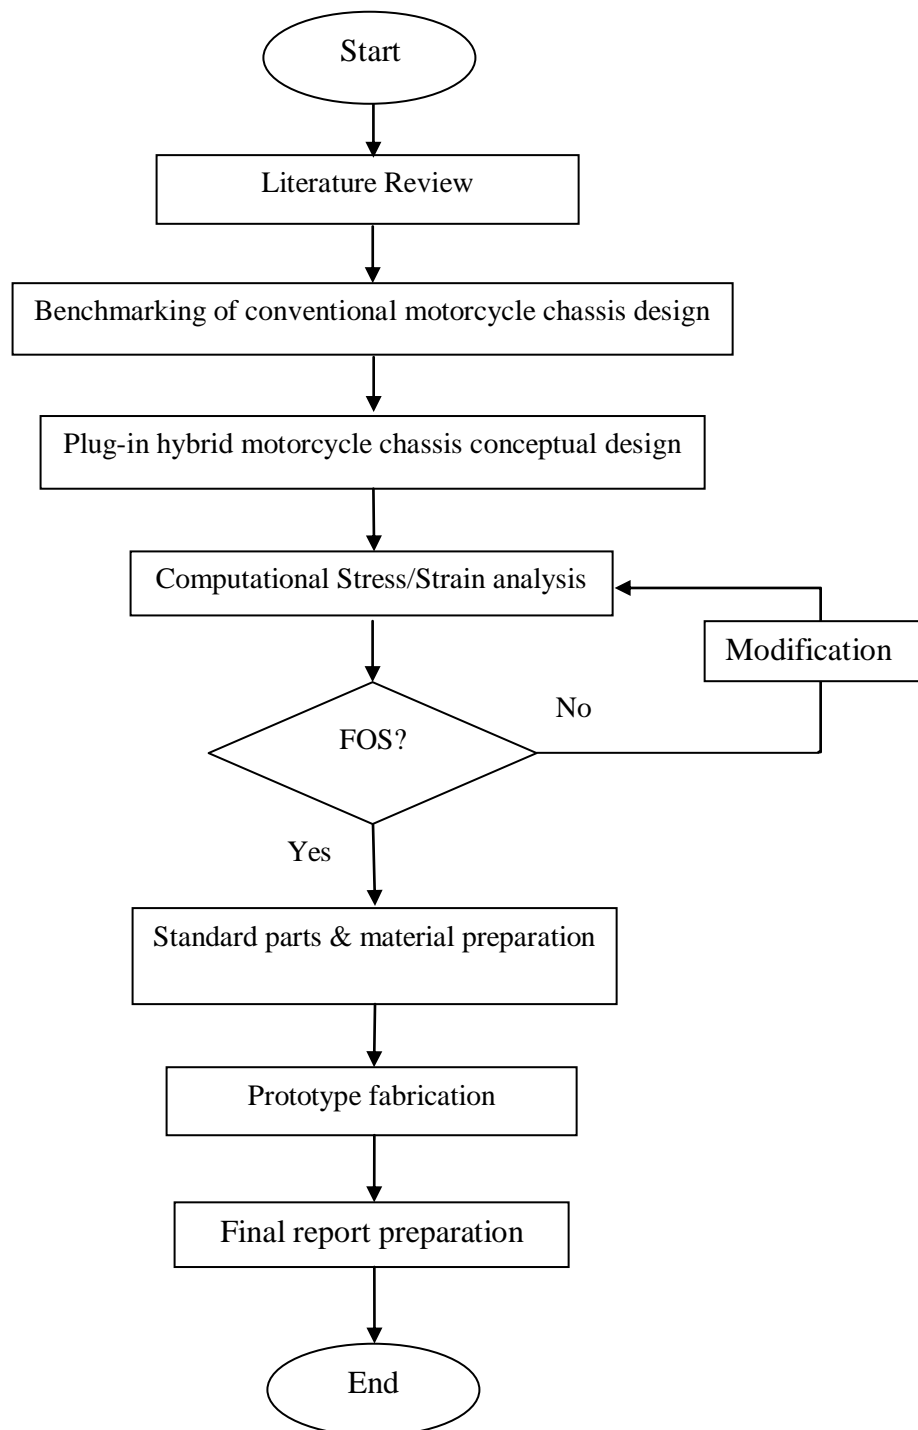 Start
Literature Review
Benchmarking of conventional motorcycle chassis design
Plug-in hybrid motorcycle chassis conceptual design
Computational Stress/Strain analysis
Modification
No
FOS?
Yes
Standard parts & material preparation
Prototype fabrication
Final report preparation
End